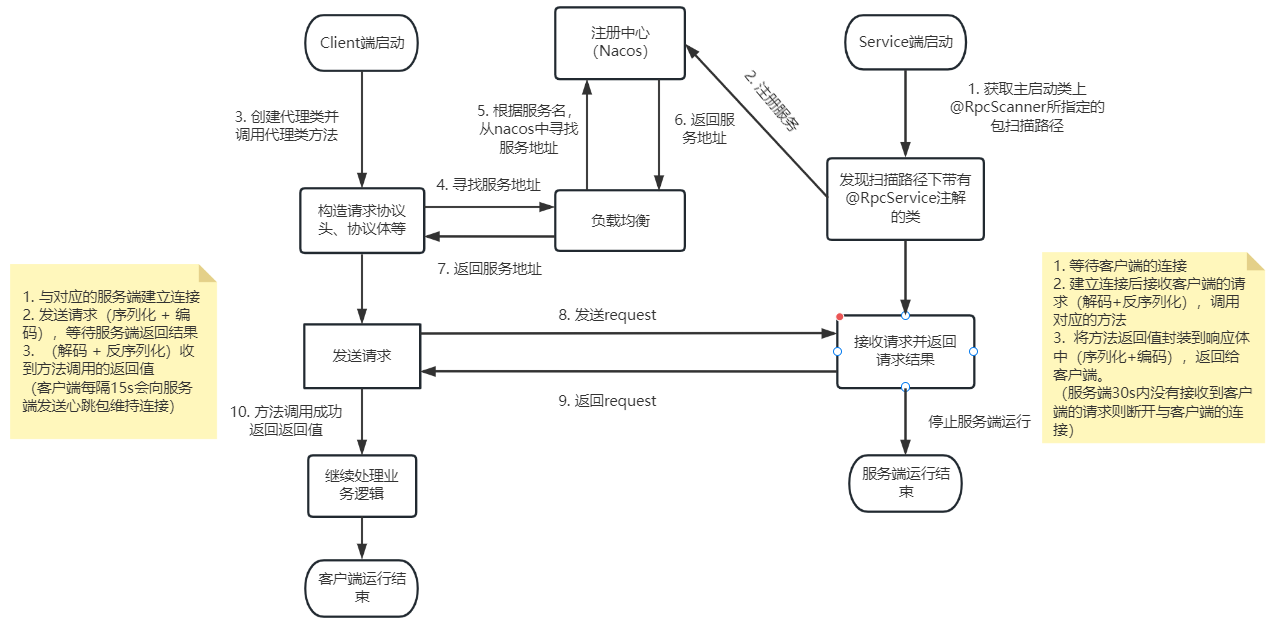 Client端启动
注册中心
（Nacos）
Service端启动
3. 创建代理类并
调用代理类方法
5. 根据服务名，
从nacos中寻找
服务地址
6. 返回服
务地址
2. 注册服务
1. 获取主启动类上
@RpcScanner所指定的
包扫描路径
构造请求协议
头、协议体等
4. 寻找服务地址
负载均衡
7. 返回服务地址
发现扫描路径下带有
@RpcService注解
的类
1. 与对应的服务端建立连接
2. 发送请求（序列化 + 编
码），等待服务端返回结果
3. （解码 + 反序列化）收
到方法调用的返回值
（客户端每隔15s会向服务
端发送心跳包维持连接）
发送请求
8. 发送request
9. 返回request
接收请求并返回
请求结果
1. 等待客户端的连接
2. 建立连接后接收客户端的请
求（解码+反序列化），调用
对应的方法
3. 将方法返回值封装到响应体
中（序列化+编码），返回给
客户端。
（服务端30s内没有接收到客户
端的请求则断开与客户端的连
接）
10. 方法调用成功
返回返回值
停止服务端运行
继续处理业
务逻辑
服务端运行结
束
客户端运行结
束